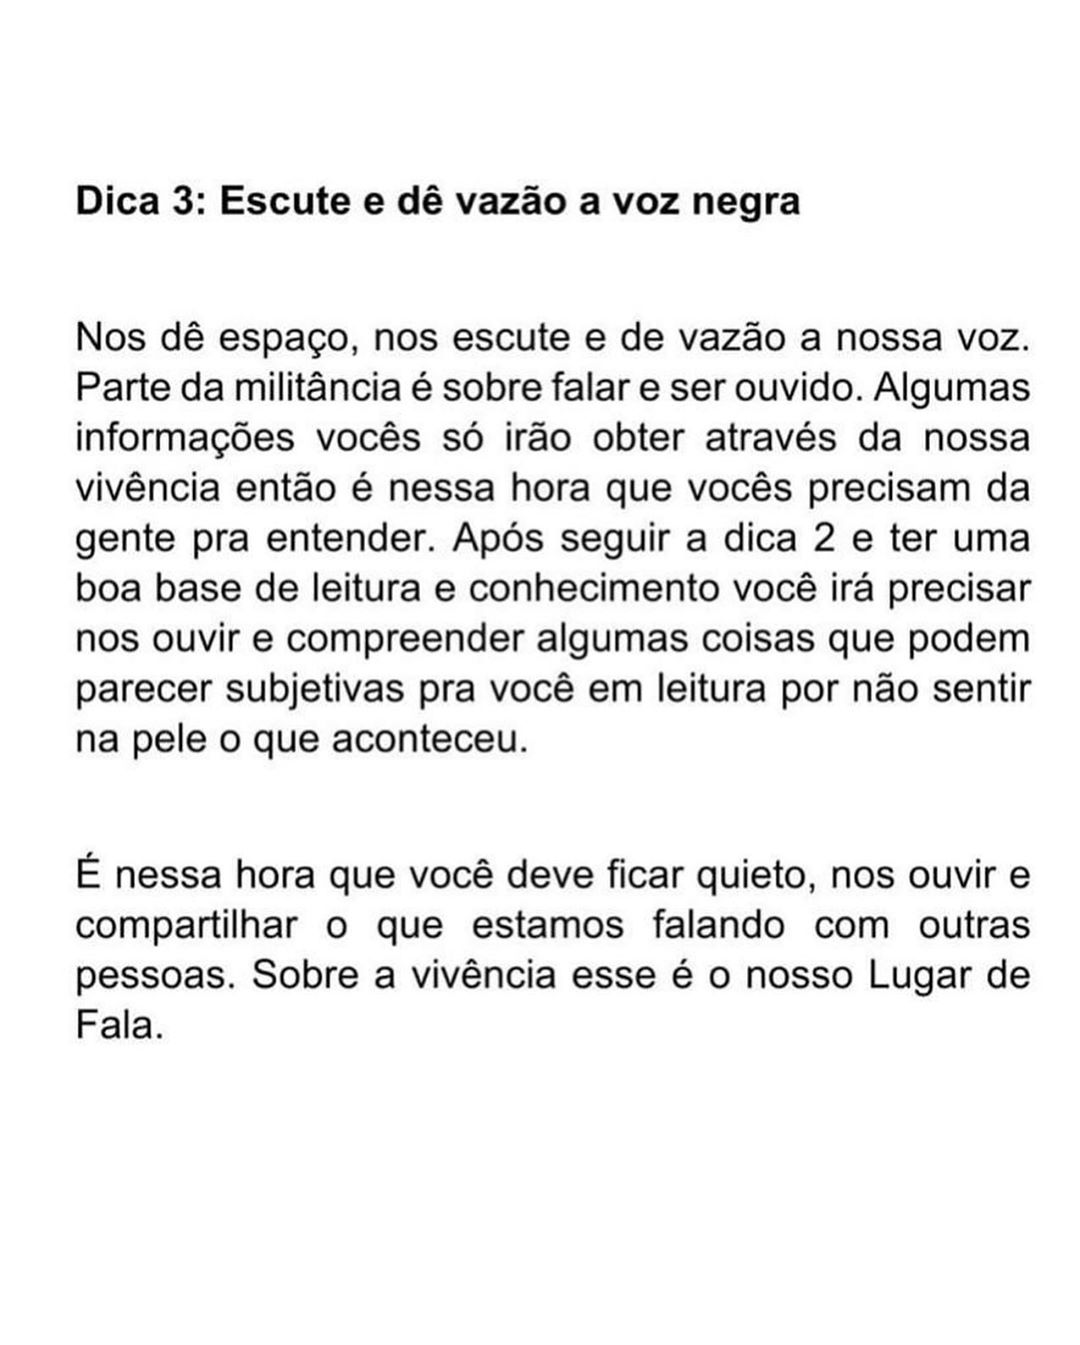 Dica 3: Escute e dê vazão a voz negra
Nos dê espaço, nos escute e de vazão a nossa voz.
Parte da militância é sobre falar e ser ouvido. Algumas
informações vocês só irão obter através da nossa
vivência então é nessa hora que vocês precisam da
gente pra entender. Após seguir a dica 2 e ter uma
boa base de leitura e conhecimento você irá precisar
nos ouvir e compreender algumas coisas que podem
parecer subjetivas pra você em leitura por não sentir
na pele o que aconteceu.
É nessa hora que você deve ficar quieto, nos ouvir e
compartilhar o que estamos falando com outras
pessoas. Sobre a vivência esse é o nosso Lugar de
Fala.